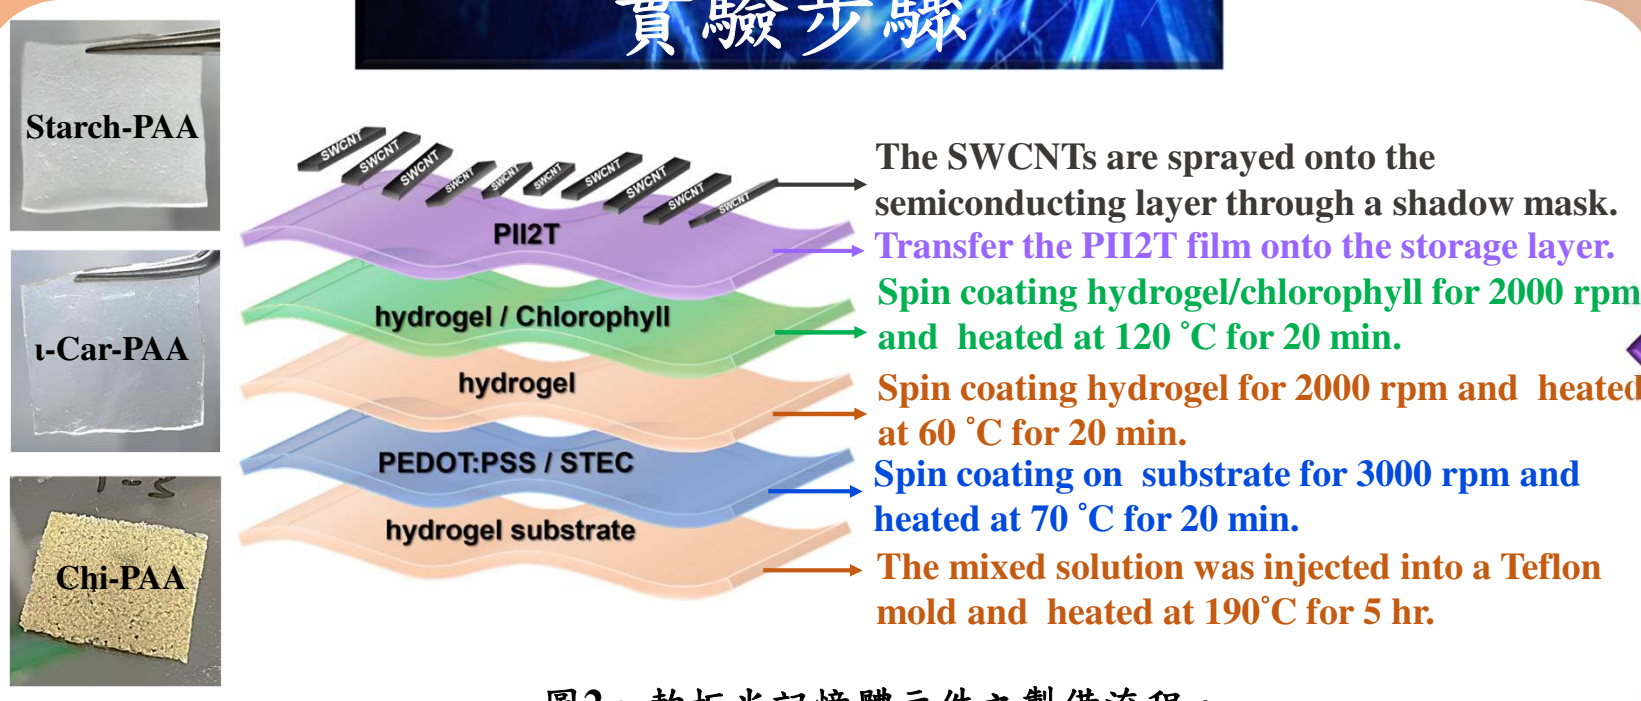 實驗步驟
Starch-PAA
ι-Car-PAA
Chi-PAA
SWCNT
SWCNT
SWCNT
SWCNT
SWCNT
SWCNT
SWCNT
SWCNT
SWCNT
SWCNT
PII2T
hydrogel / Chlorophyll
hydrogel
PEDOT:PSS / STEC
hydrogel substrate
The SWCNTs are sprayed onto the
semiconducting layer through a shadow mask.
Transfer the PII2T film onto the storage layer.
Spin coating hydrogel/chlorophyll for 2000 rpm
and heated at 120 ˚C for 20 min.
Spin coating hydrogel for 2000 rpm and heated
at 60 ˚C for 20 min.
Spin coating on substrate for 3000 rpm and
heated at 70 ˚C for 20 min.
The mixed solution was injected into a Teflon
mold and heated at 190˚C for 5 hr.